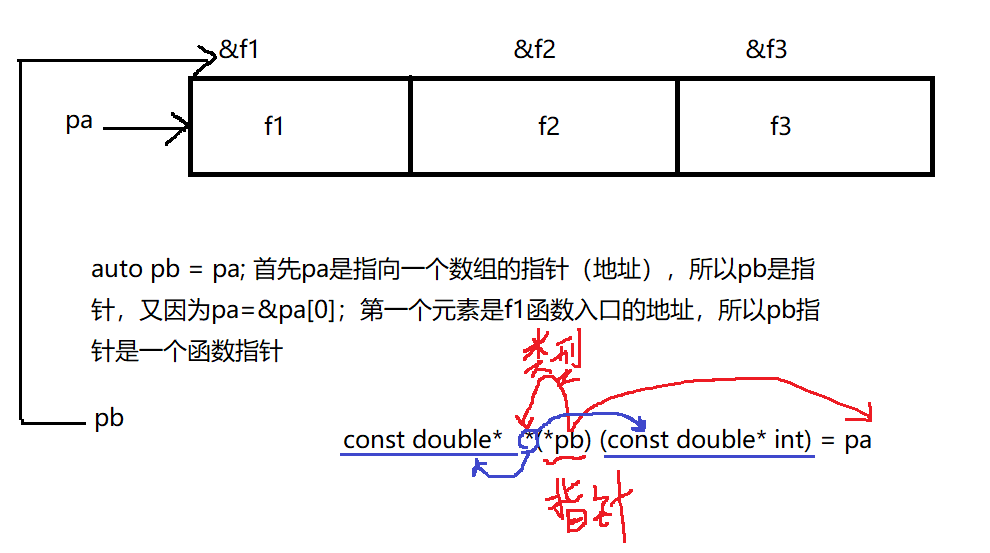 &f1 &f2 &f3
pa f1 f2 f3
auto pb = pa; 首先pa是指向一个数组的指针（地址），所以pb是指
针，又因为pa=&pa[0]；第一个元素是f1函数入口的地址，所以pb指
针是一个函数指针
类型
pb
const double* *(*pb) (const double* int) = pa
指针